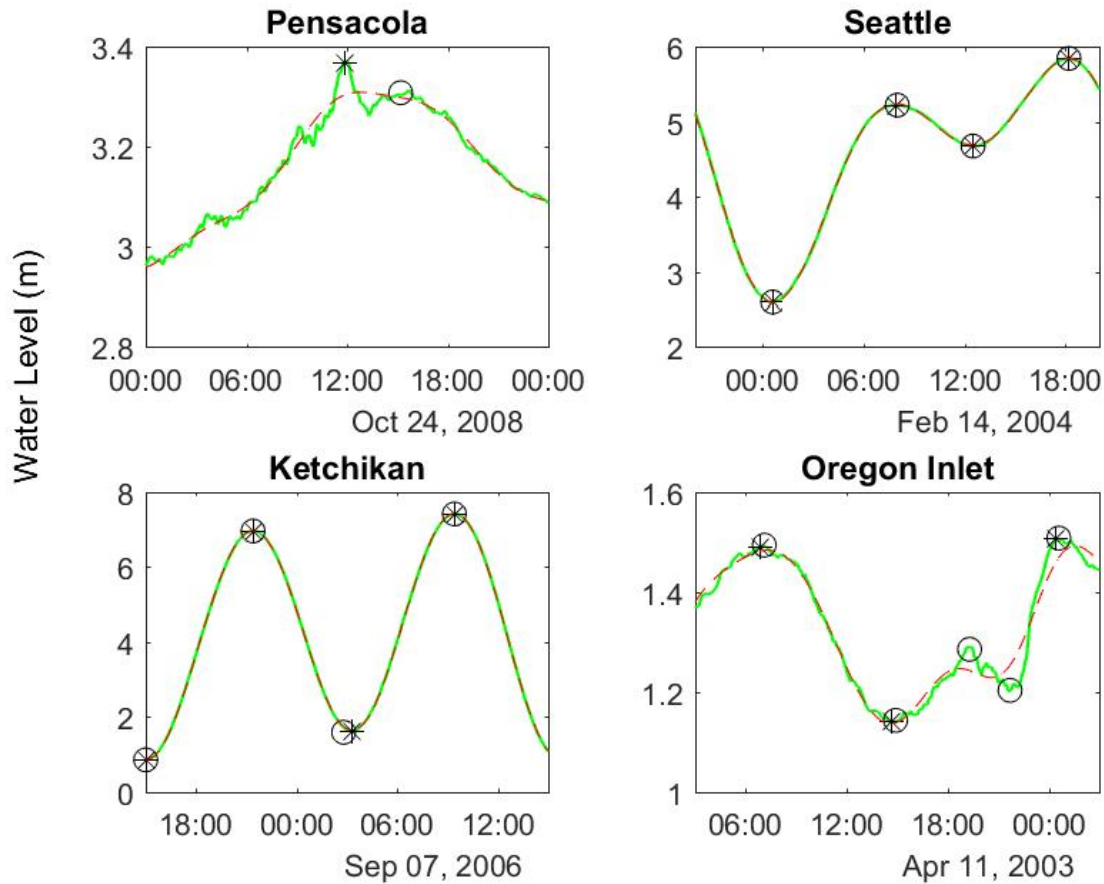 Pensacola
3.4
3.2
3
2.8
00:00 06:00 12:00 18:00 00:00
Oct 24, 2008
Seattle
6
5
4
3
2
00:00 06:00 12:00 18:00
Feb 14, 2004
Water Level (m)
Ketchikan
8
6
4
2
0
18:00 00:00 06:00 12:00
Sep 07, 2006
Oregon Inlet
1.6
1.4
1.2
1
06:00 12:00 18:00 00:00
Apr 11, 2003